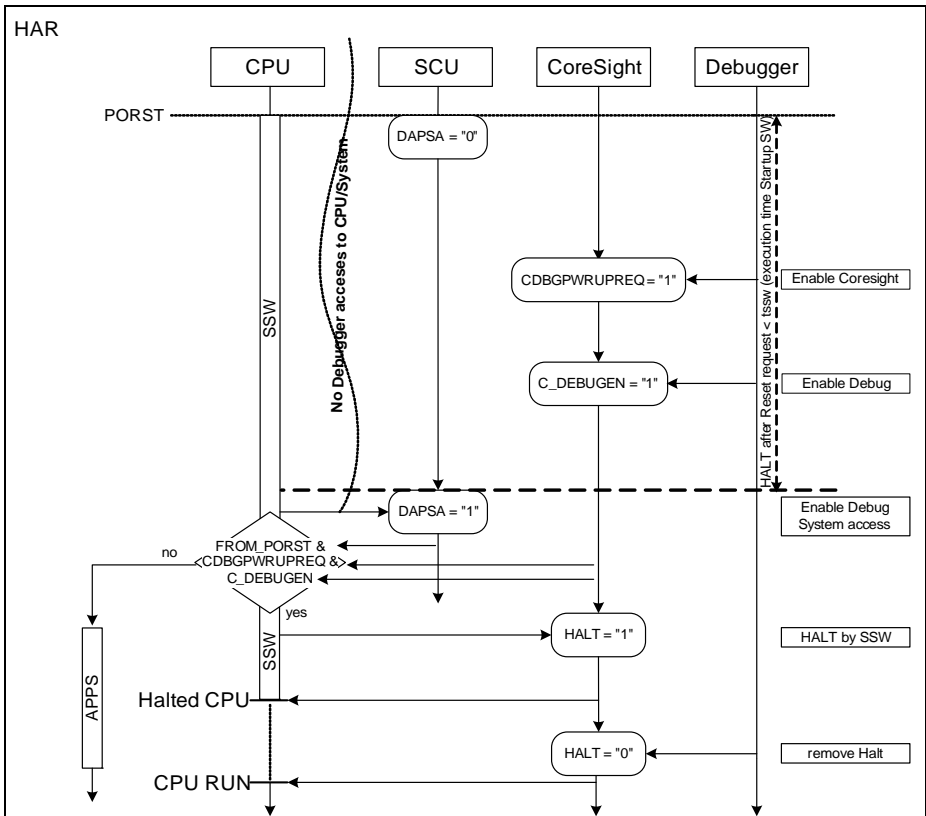 HAR
CPU
SCU
CoreSight
Debugger
PORST
DAPSA = "0"
No Debugger acceses to CPU/System
HALT after Reset request < tssw (execution time Startup SW)
SSW
CDBGPWRUPREQ = "1"
Enable Coresight
C_DEBUGEN = "1"
Enable Debug
DAPSA = "1"
Enable Debug
System access
no
FROM_PORST &
CDBGPWRUPREQ &
C_DEBUGEN
yes
SSW
HALT = "1"
HALT by SSW
APPS
Halted CPU
HALT = "0"
remove Halt
CPU RUN